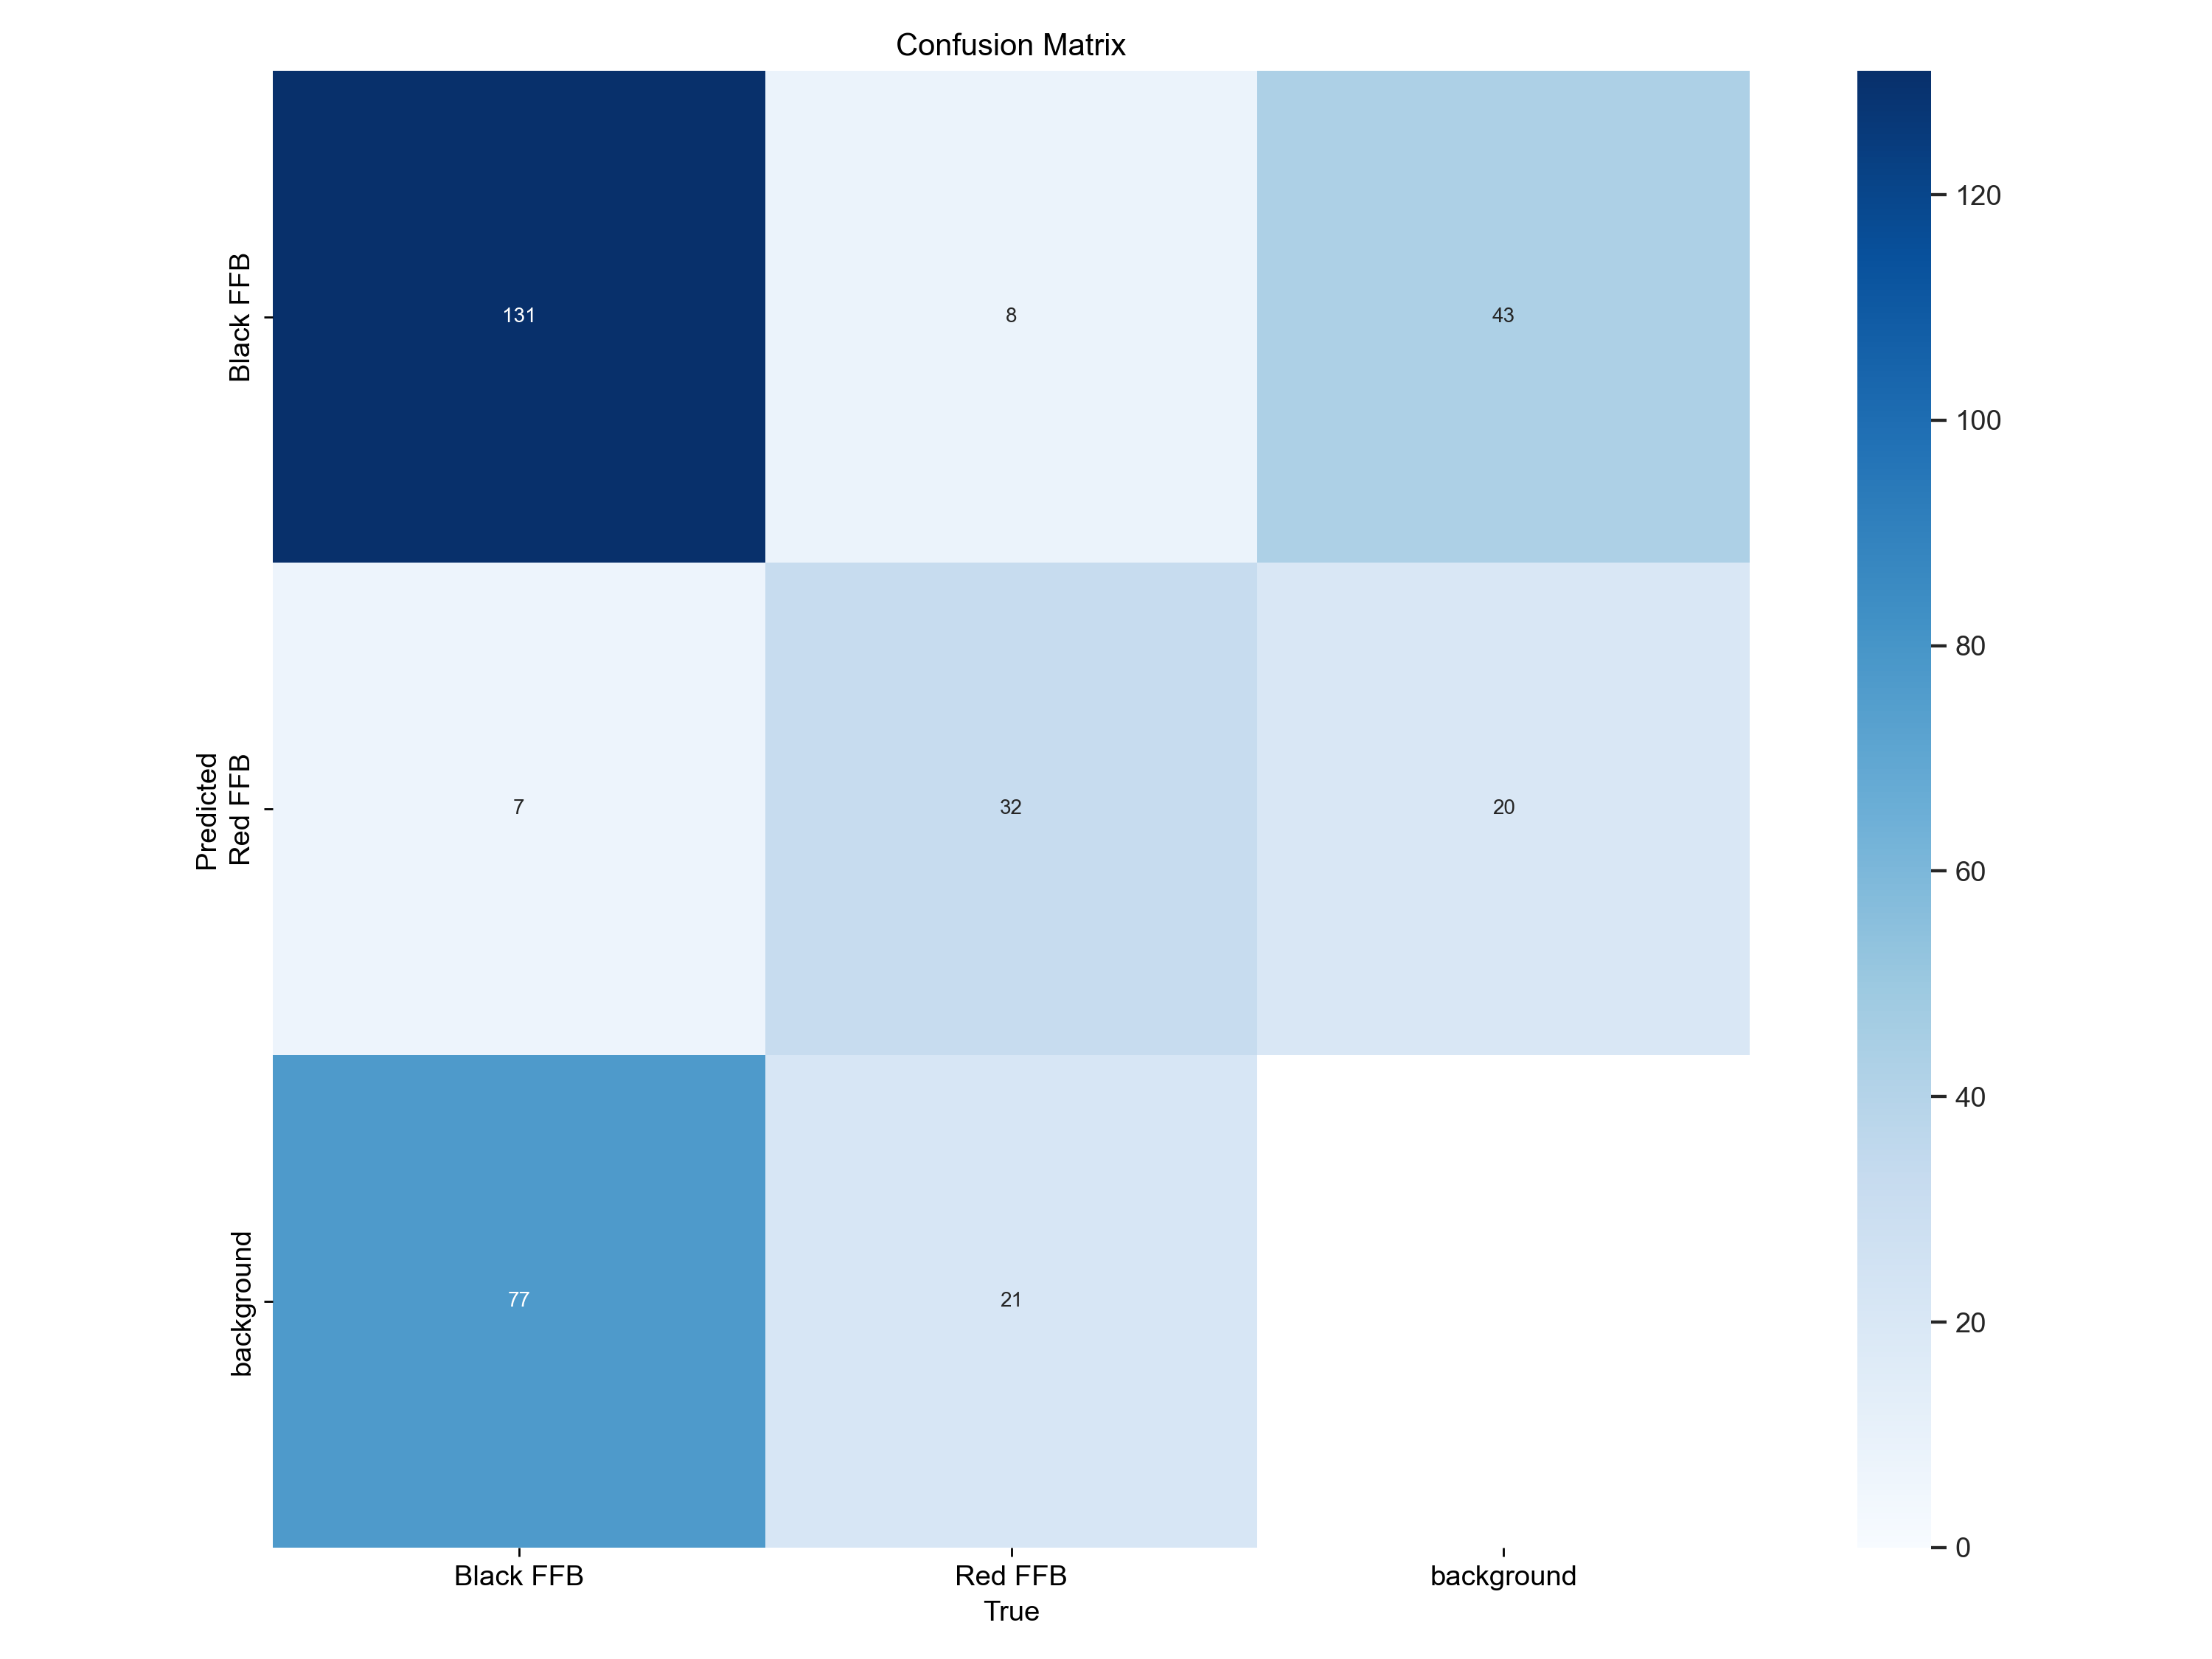 Confusion Matrix
Black FFB
131
8
43
120
100
80
Predicted
Red FFB
7
32
20
60
40
background
77
21
20
0
Black FFB
Red FFB
background
True